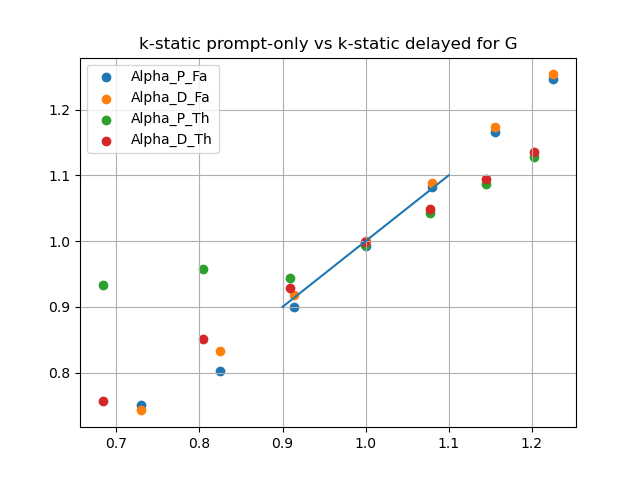 k-static prompt-only vs k-static delayed for G
Alpha_P_Fa
Alpha_D_Fa
Alpha_P_Th
Alpha_D_Th
1.2
1.1
1.0
0.9
0.8
0.7 0.8 0.9 1.0 1.1 1.2